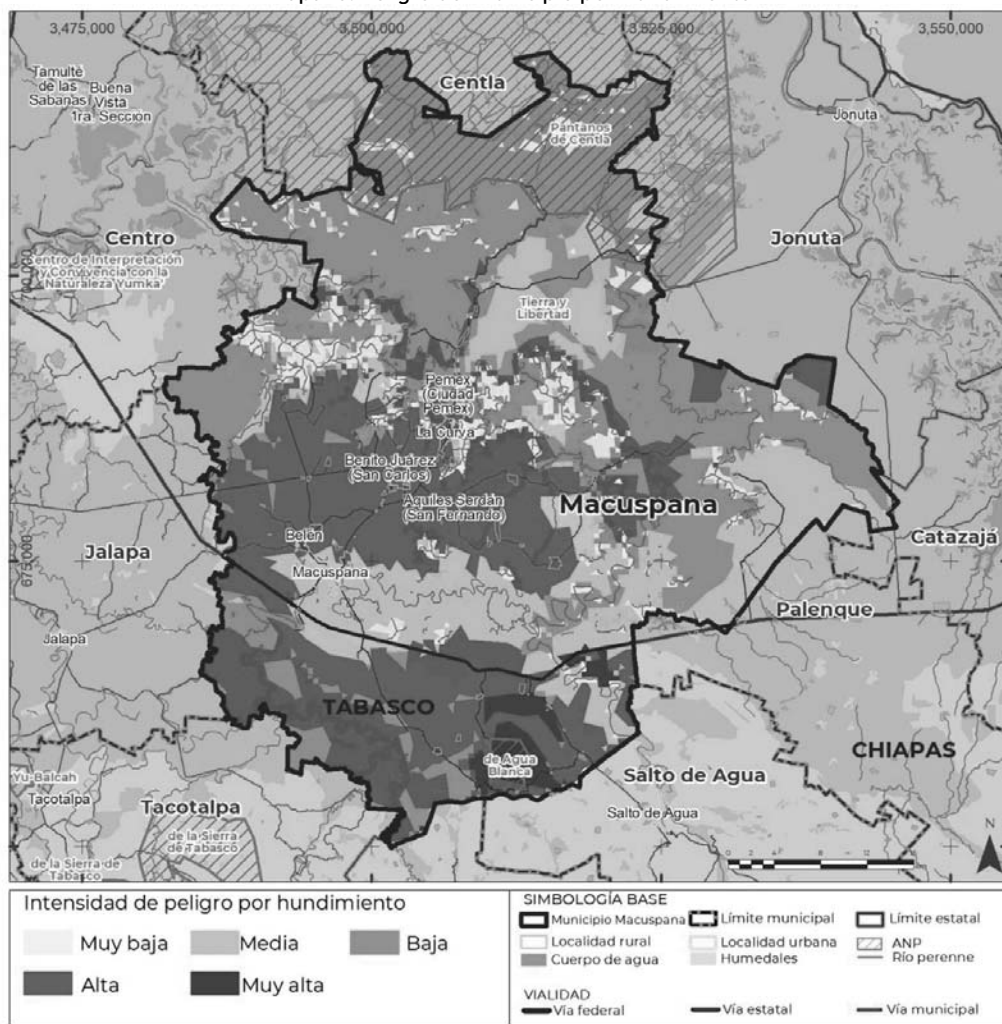 3,475,000
3,500,000
3,525,000
3,550,000
Tamulté
de las
Sabanas
Buena
Vista
1ra. Sección
Centla
Pantanos
de Centla
Jonuta
Centro
Centro de Interpretación
y Convivencia con la
Naturaleza Yumka'
Jonuta
Tierra y
Libertad
Pemex
(Ciudad
Pemex)
La Curva
Benito Juárez
(San Carlos)
Aquiles Serdán
(San Fernando)
Macuspana
Belén
Macuspana
Jalapa
675,000
Catazajá
Palenque
Jalapa
TABASCO
de Agua
Blanca
CHIAPAS
Salto de Agua
Yu-Balcah
Tacotalpa
Tacotalpa
Salto de Agua
de la Sierra
de Tabasco
de la Sierra de
Tabasco
N
Intensidad de peligro por hundimiento
Muy baja
Media
Baja
Alta
Muy alta
SIMBOLOGÍA BASE
Municipio Macuspana
Límite municipal
Límite estatal
Localidad rural
Localidad urbana
ANP
Cuerpo de agua
Humedales
Río perenne
VIALIDAD
Vía federal
Vía estatal
Vía municipal